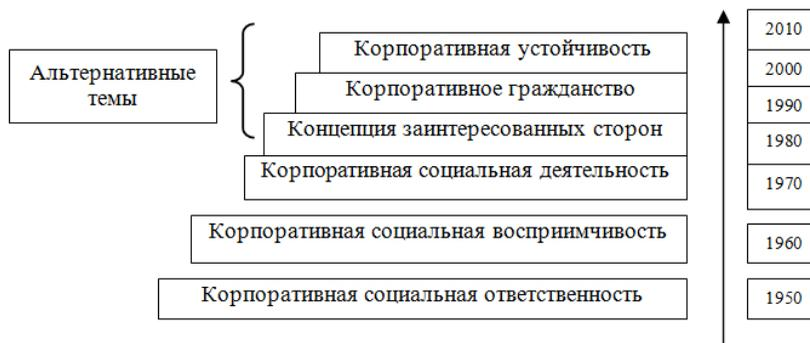 Альтернативные
темы
Корпоративная устойчивость
Корпоративное гражданство
Концепция заинтересованных сторон
Корпоративная социальная деятельность
Корпоративная социальная восприимчивость
Корпоративная социальная ответственность
2010
2000
1990
1980
1970
1960
1950